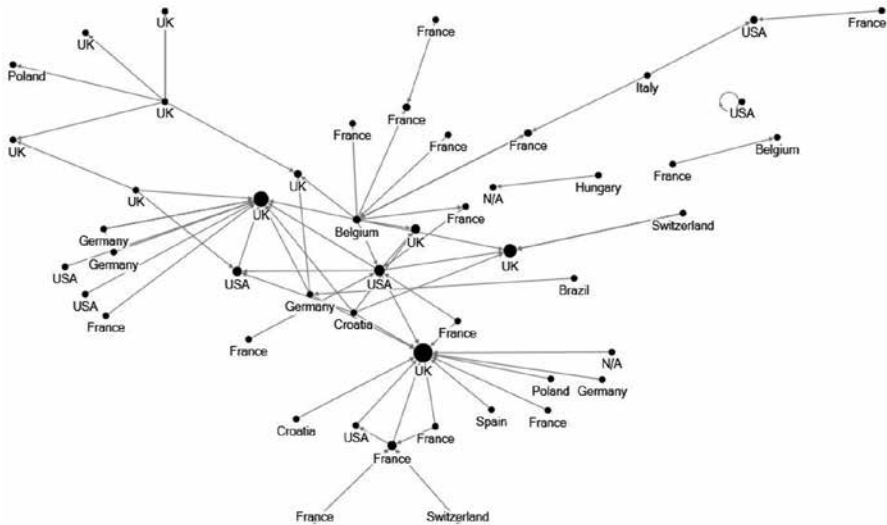 UK
France
USA
France
UK
Poland
Italy
USA
UK
France
UK
France
France
France
Belgium
UK
N/A
Hungary
France
UK
UK
France
Switzerland
Germany
Belgium
UK
Germany
UK
USA
USA
USA
Brazil
USA
Germany
France
Croatia
France
France
UK
N/A
Poland
Germany
Croatia
USA
France
Spain
France
France
France
Switzerland